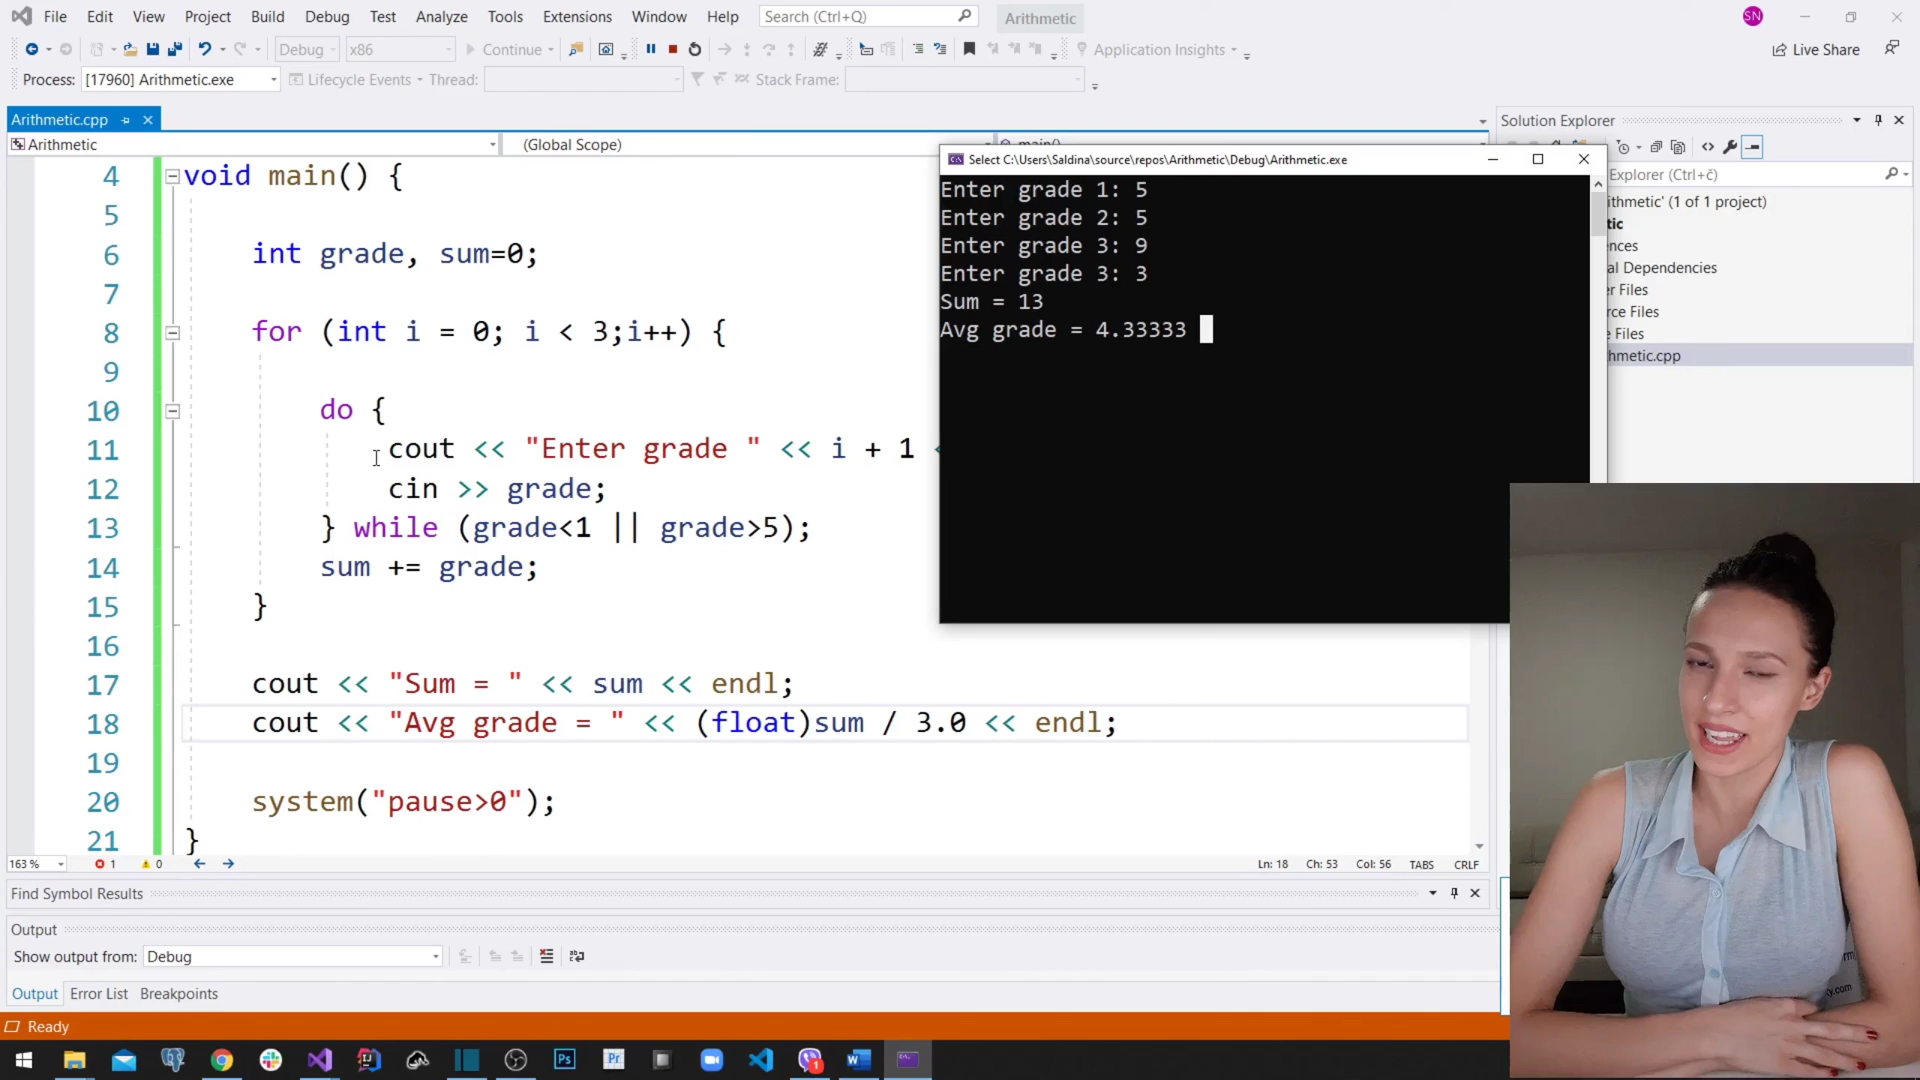 File Edit View Project Build Debug Test Analyze Tools Extensions Window Help Search (Ctrl+Q) Arithmetic SN
Debug x86 Continue Application Insights Live Share
Process: [17960] Arithmetic.exe Lifecycle Events Thread: Stack Frame:
Arithmetic.cpp
Arithmetic (Global Scope) main()
4 void main() {
5
6 int grade, sum=0;
7
8 for (int i = 0; i < 3;i++) {
9
10 do {
11 cout << "Enter grade " << i + 1
12 cin >> grade;
13 } while (grade<1 || grade>5);
14 sum += grade;
15 }
16
17 cout << "Sum = " << sum << endl;
18 cout << "Avg grade = " << (float)sum / 3.0 << endl;
19
20 system("pause>0");
21 }
163 % 1 0 Ln: 18 Ch: 53 Col: 56 TABS CRLF
Select C:\Users\Saldina\source\repos\Arithmetic\Debug\Arithmetic.exe
Enter grade 1: 5
Enter grade 2: 5
Enter grade 3: 9
Enter grade 3: 3
Sum = 13
Avg grade = 4.33333
Solution Explorer
Explorer (Ctrl+č)
ithmetic' (1 of 1 project)
tic
ences
al Dependencies
er Files
rce Files
e Files
hmetic.cpp
Find Symbol Results
Output
Show output from: Debug
Output Error List Breakpoints
Ready
Ps Pr 1 W